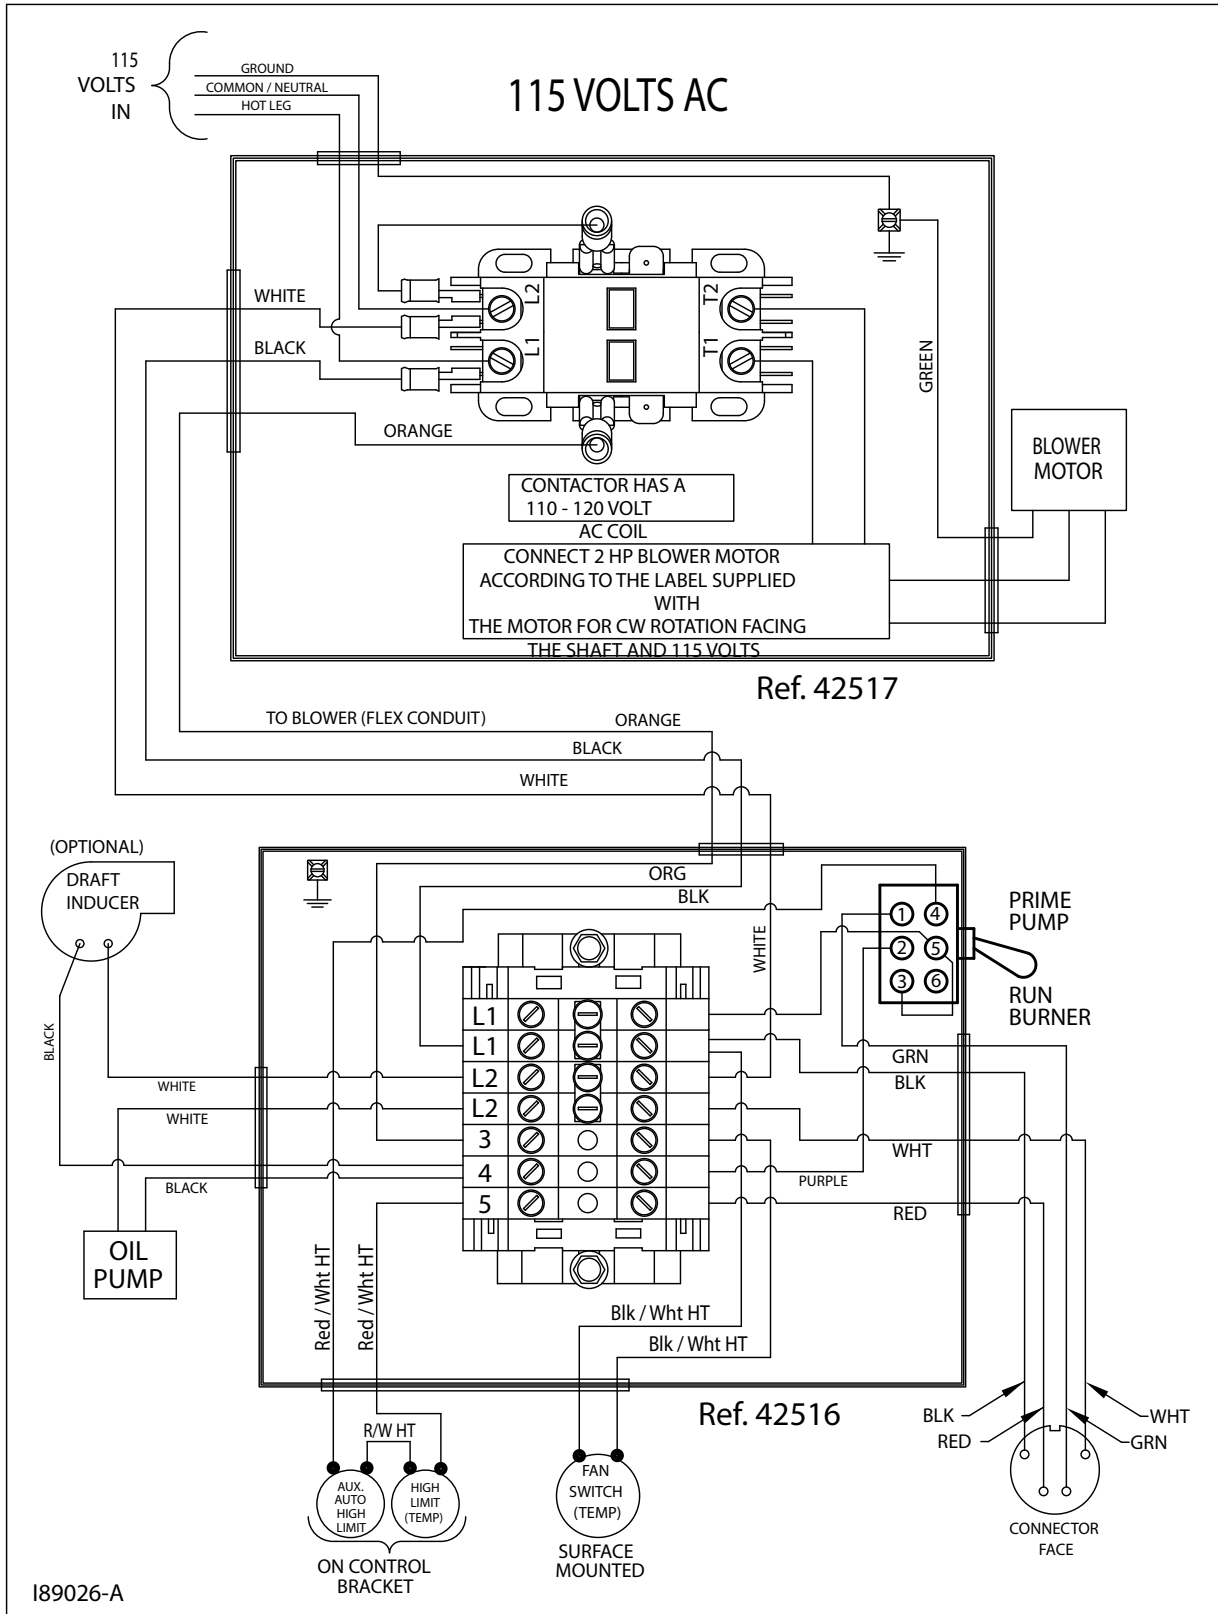 115
VOLTS
IN
GROUND
COMMON / NEUTRAL
HOT LEG
115 VOLTS AC
WHITE
BLACK
ORANGE
L2
L1
T2
T1
GREEN
BLOWER
MOTOR
CONTACTOR HAS A
110 - 120 VOLT
AC COIL
CONNECT 2 HP BLOWER MOTOR
ACCORDING TO THE LABEL SUPPLIED
WITH
THE MOTOR FOR CW ROTATION FACING
THE SHAFT AND 115 VOLTS
Ref. 42517
TO BLOWER (FLEX CONDUIT)
ORANGE
BLACK
WHITE
(OPTIONAL)
DRAFT
INDUCER
BLACK
WHITE
WHITE
BLACK
OIL
PUMP
ORG
BLK
WHITE
1
4
2
5
3
6
PRIME
PUMP
RUN
BURNER
L1
L1
L2
L2
3
4
5
GRN
BLK
WHT
PURPLE
RED
Red / Wht HT
Red / Wht HT
Blk / Wht HT
Blk / Wht HT
Ref. 42516
R/W HT
AUX.
AUTO
HIGH
LIMIT
HIGH
LIMIT
(TEMP)
ON CONTROL
BRACKET
FAN
SWITCH
(TEMP)
SURFACE
MOUNTED
BLK
RED
WHT
GRN
CONNECTOR
FACE
I89026-A